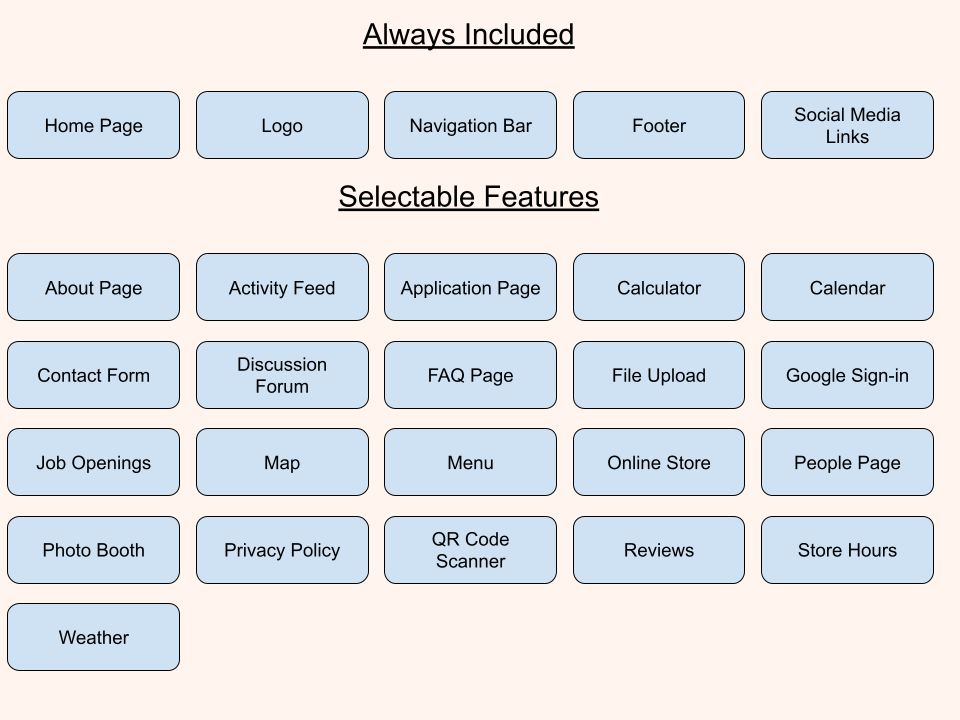 Always Included
Home Page
Logo
Navigation Bar
Footer
Social Media
Links
Selectable Features
About Page
Activity Feed
Application Page
Calculator
Calendar
Contact Form
Discussion
Forum
FAQ Page
File Upload
Google Sign-in
Job Openings
Map
Menu
Online Store
People Page
Photo Booth
Privacy Policy
QR Code
Scanner
Reviews
Store Hours
Weather